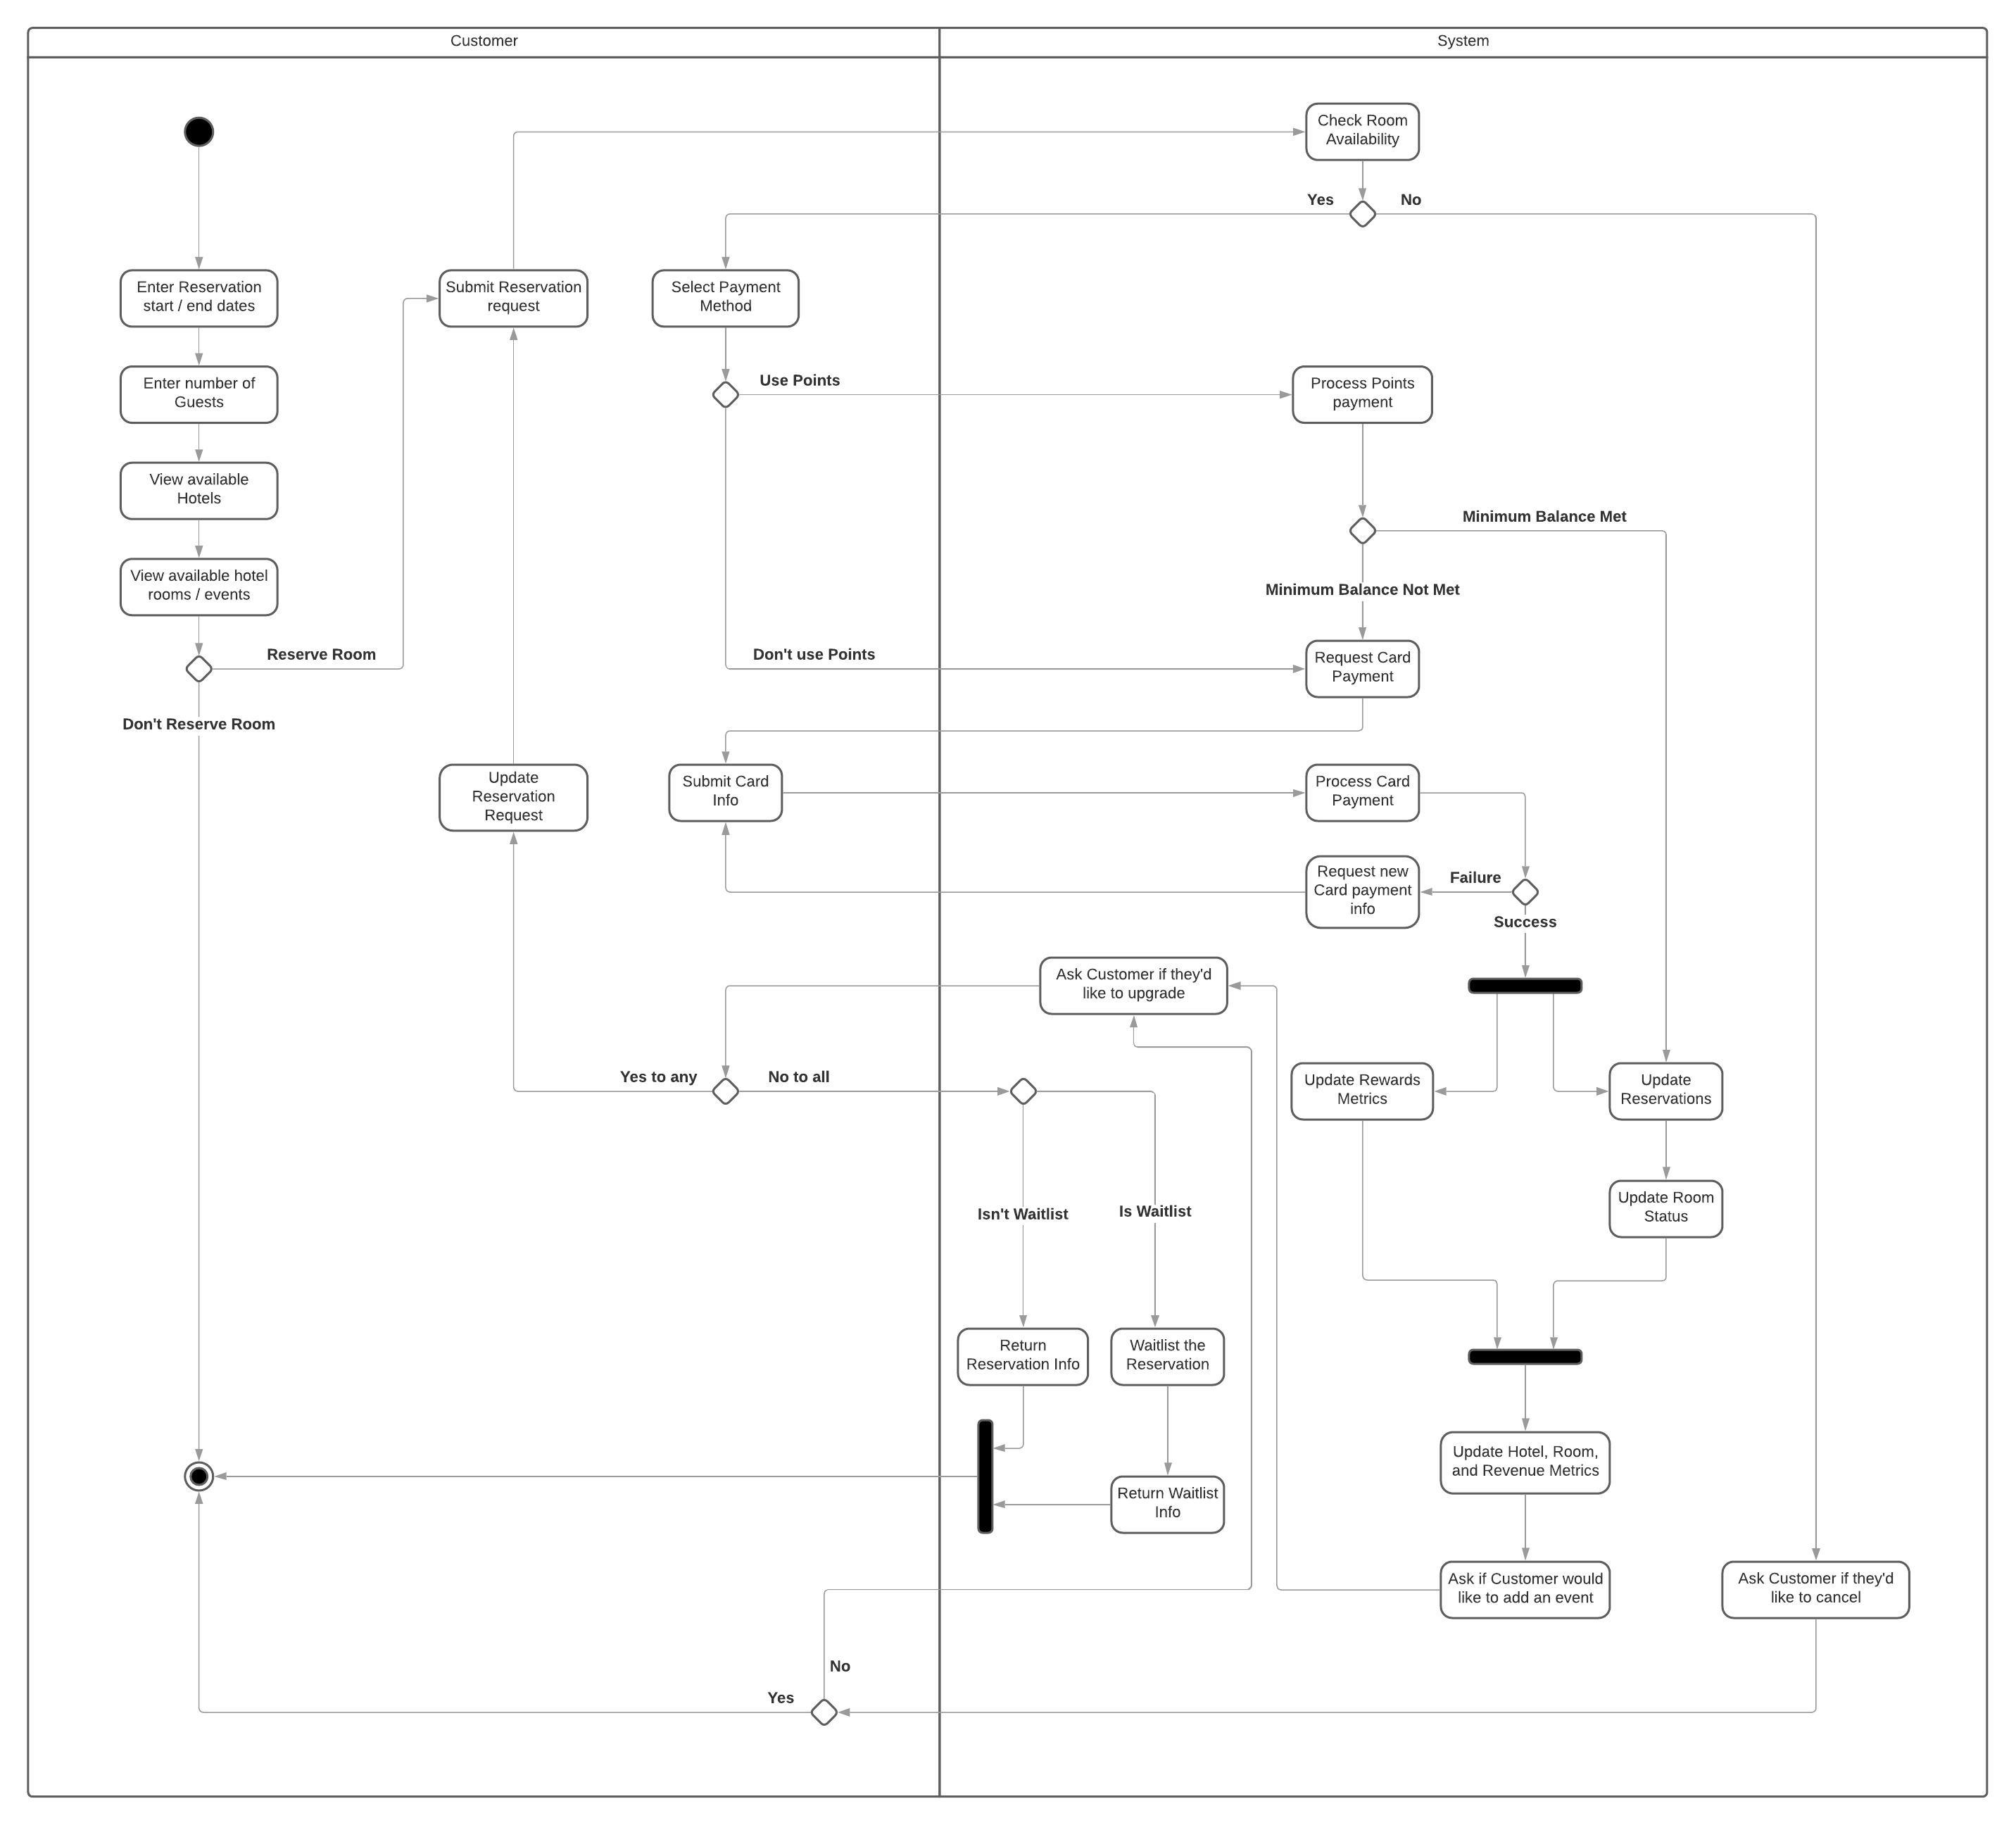 Customer
System
Check Room
Availability
Yes
No
Enter Reservation
start / end dates
Submit Reservation
request
Select Payment
Method
Enter number of
Guests
Use Points
Process Points
payment
View available
Hotels
Minimum Balance Met
View available hotel
rooms / events
Minimum Balance Not Met
Reserve Room
Don't use Points
Request Card
Payment
Don't Reserve Room
Update
Reservation
Request
Submit Card
Info
Process Card
Payment
Request new
Card payment
info
Failure
Success
Ask Customer if they'd
like to upgrade
Yes to any
No to all
Update Rewards
Metrics
Update
Reservations
Isn't Waitlist
Is Waitlist
Update Room
Status
Return
Reservation Info
Waitlist the
Reservation
Update Hotel, Room,
and Revenue Metrics
Return Waitlist
Info
Ask if Customer would
like to add an event
Ask Customer if they'd
like to cancel
No
Yes